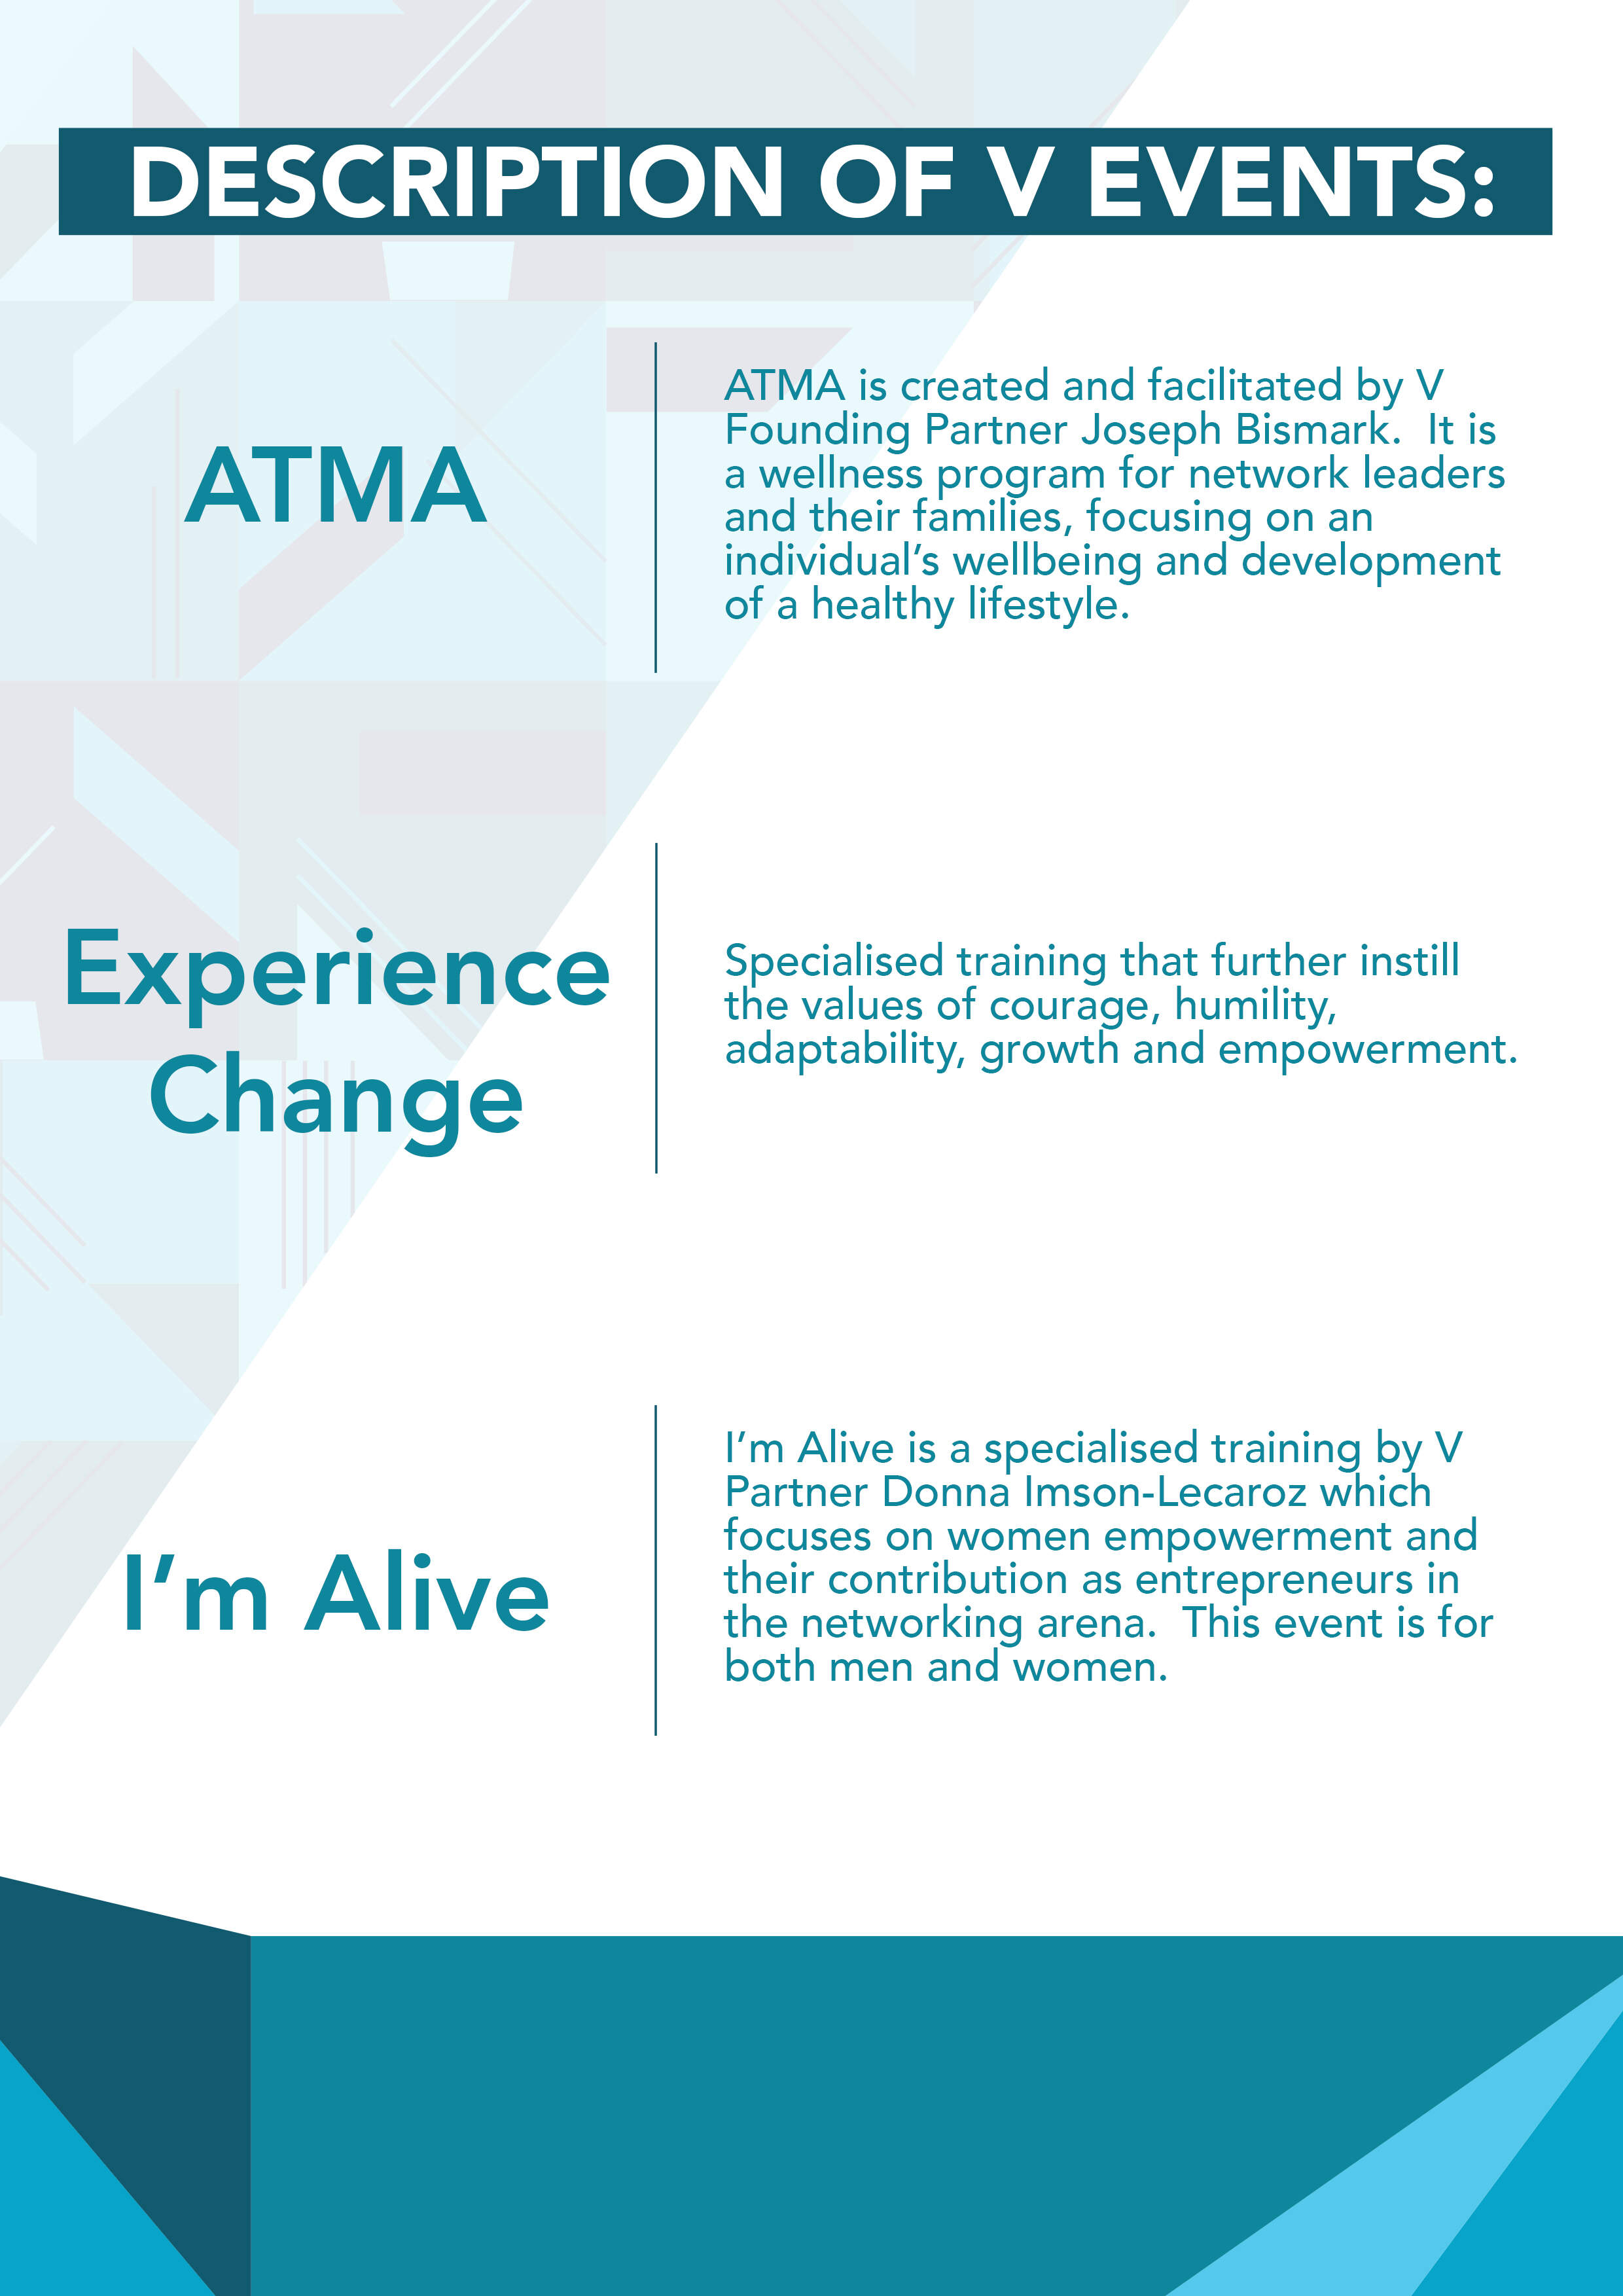 DESCRIPTION OF V EVENTS:
ATMA
ATMA is created and facilitated by V
Founding Partner Joseph Bismark.  It is
a wellness program for network leaders
and their families, focusing on an
individual’s wellbeing and development
of a healthy lifestyle.
Experience
Change
Specialised training that further instill
the values of courage, humility,
adaptability, growth and empowerment.
I’m Alive
I’m Alive is a specialised training by V
Partner Donna Imson-Lecaroz which
focuses on women empowerment and
their contribution as entrepreneurs in
the networking arena.  This event is for
both men and women.